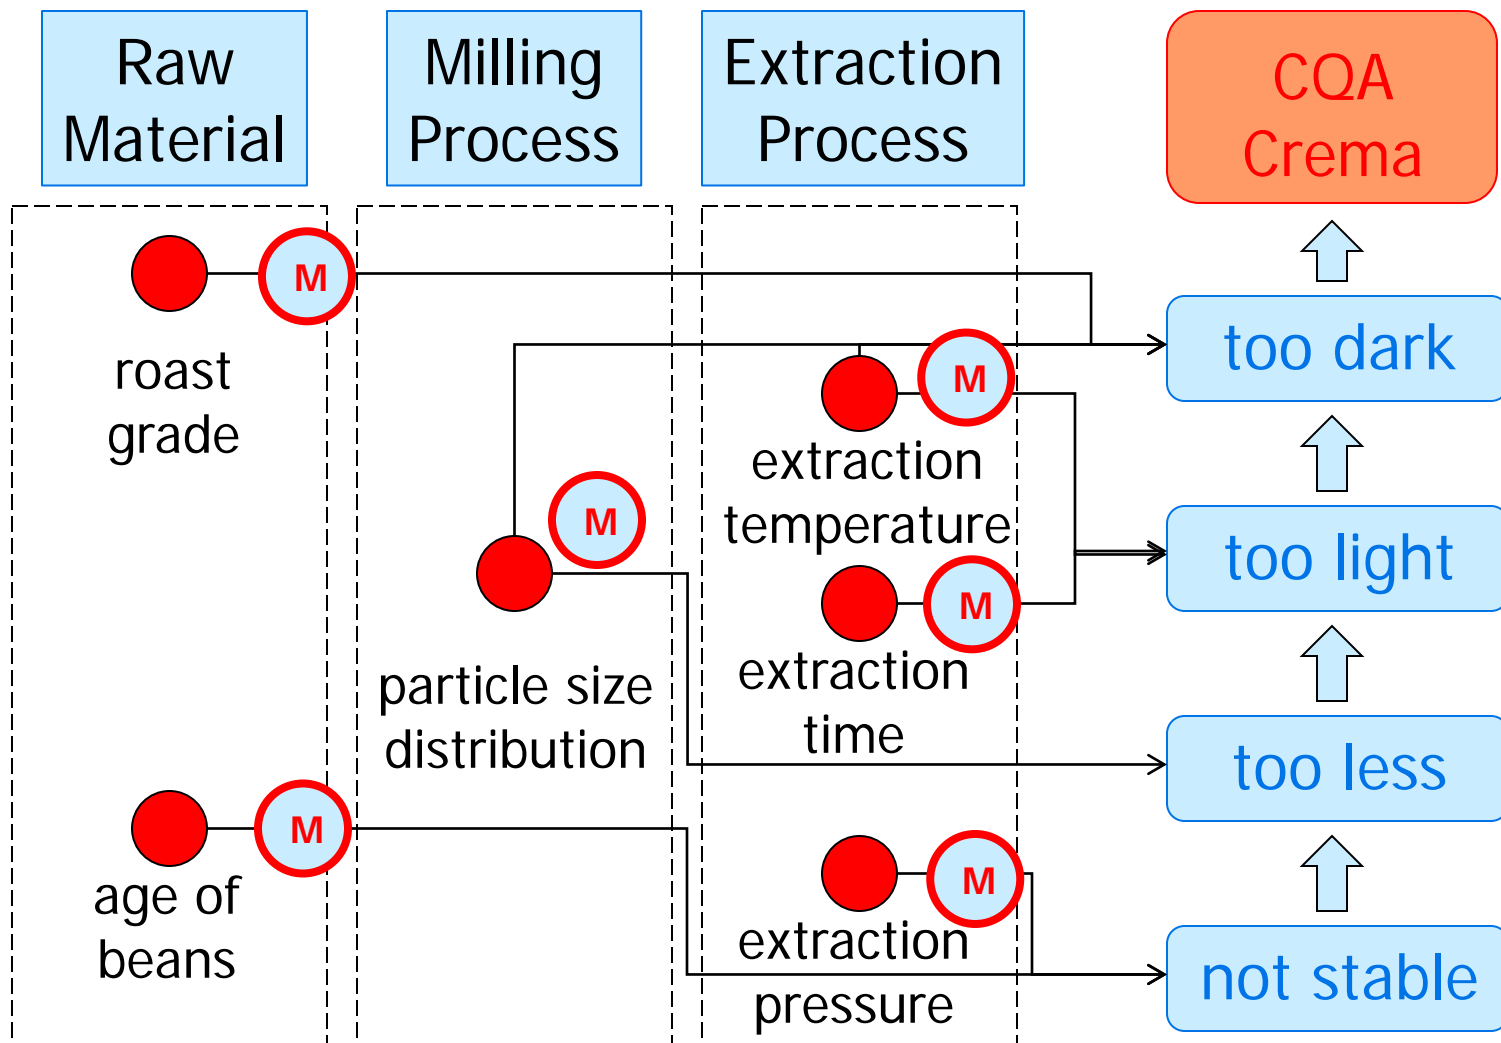 Raw
Material
Milling
Process
Extraction
Process
CQA
Crema
M
roast
grade
M
age of
beans
M
particle size
distribution
M
extraction
temperature
M
extraction
time
M
extraction
pressure
too dark
too light
too less
not stable